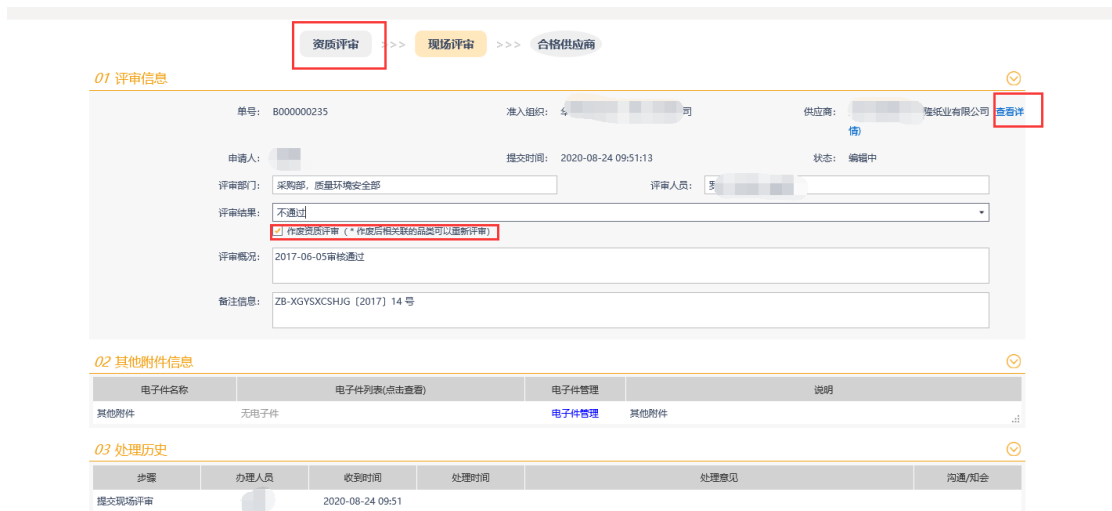 资质评审 >>> 现场评审 >>> 合格供应商
01 评审信息
单号: B000000235 准入组织: 司 供应商: 隆纸业有限公司 查看详
情)
申请人: 提交时间: 2020-08-24 09:51:13 状态: 编辑中
评审部门: 采购部，质量环境安全部 评审人员: 罗
评审结果: 不通过
作废资质评审（* 作废后相关联的品类可以重新评审）
评审概况: 2017-06-05审核通过
备注信息: ZB-XGYSXCSHJG［2017］14 号
02 其他附件信息
电子件名称 电子件列表(点击查看) 电子件管理 说明
其他附件 无电子件 电子件管理 其他附件
03 处理历史
步骤 办理人员 收到时间 处理时间 处理意见 沟通/知会
提交现场评审 2020-08-24 09:51